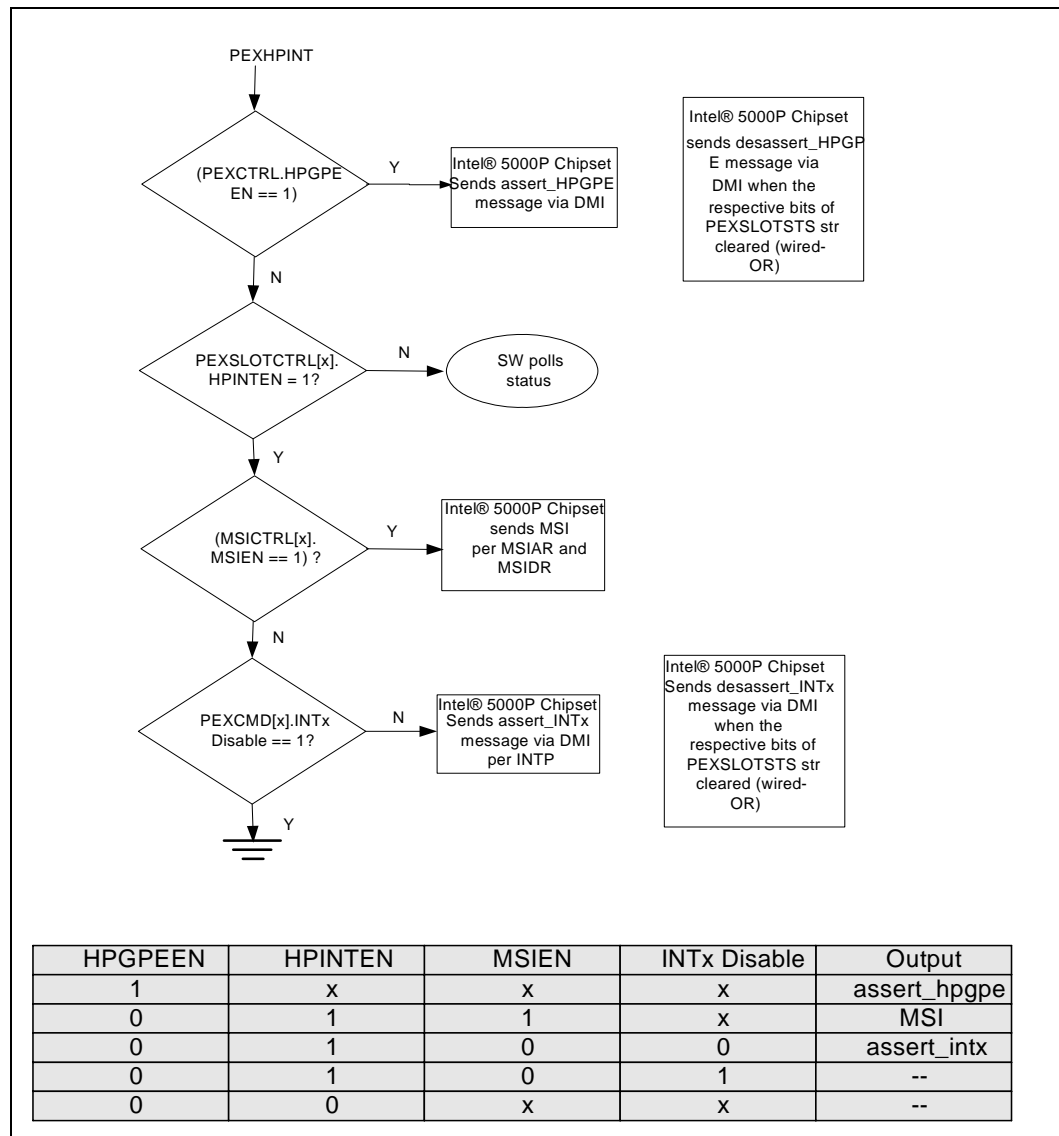 PEXHPINT
(PEXCTRL.HPGPE
EN == 1)
Y
Intel® 5000P Chipset
Sends assert_HPGPE
message via DMI
Intel® 5000P Chipset
sends desassert_HPGP
E message via
DMI when the
respective bits of
PEXSLOTSTS str
cleared (wired-
OR)
N
PEXSLOTCTRL[x].
HPINTEN = 1?
N
SW polls
status
Y
(MSICTRL[x].
MSIEN == 1) ?
Y
Intel® 5000P Chipset
sends MSI
per MSIAR and
MSIDR
N
PEXCMD[x].INTx
Disable == 1?
N
Intel® 5000P Chipset
Sends assert_INTx
message via DMI
per INTP
Intel® 5000P Chipset
Sends desassert_INTx
message via DMI
when the
respective bits of
PEXSLOTSTS str
cleared (wired-
OR)
Y
HPGPEEN HPINTEN MSIEN INTx Disable Output
1 x x x assert_hpgpe
0 1 1 x MSI
0 1 0 0 assert_intx
0 1 0 1 --
0 0 x x --